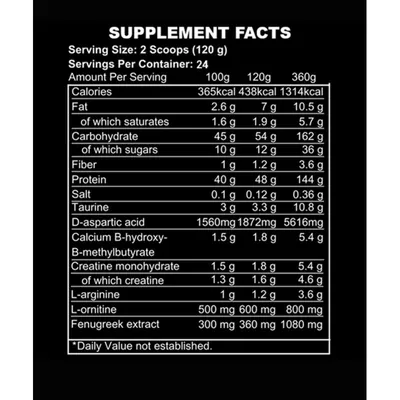 SUPPLEMENT FACTS
Serving Size: 2 Scoops (120 g)
Servings Per Container: 24
Amount Per Serving 100g 120g 360g
Calories 365kcal 438kcal 1314kcal
Fat 2.6 g 7 g 10.5 g
of which saturates 1.6 g 1.9 g 5.7 g
Carbohydrate 45 g 54 g 162 g
of which sugars 10 g 12 g 36 g
Fiber 1 g 1.2 g 3.6 g
Protein 40 g 48 g 144 g
Salt 0.1 g 0.12 g 0.36 g
Taurine 3 g 3.3 g 10.8 g
D-aspartic acid 1560mg 1872mg 5616mg
Calcium B-hydroxy- 1.5 g 1.8 g 5.4 g
B-methylbutyrate
Creatine monohydrate 1.5 g 1.8 g 5.4 g
of which creatine 1.3 g 1.6 g 4.6 g
L-arginine 1 g 1.2 g 3.6 g
L-ornitine 500 mg 600 mg 800 mg
Fenugreek extract 300 mg 360 mg 1080 mg
*Daily Value not established.